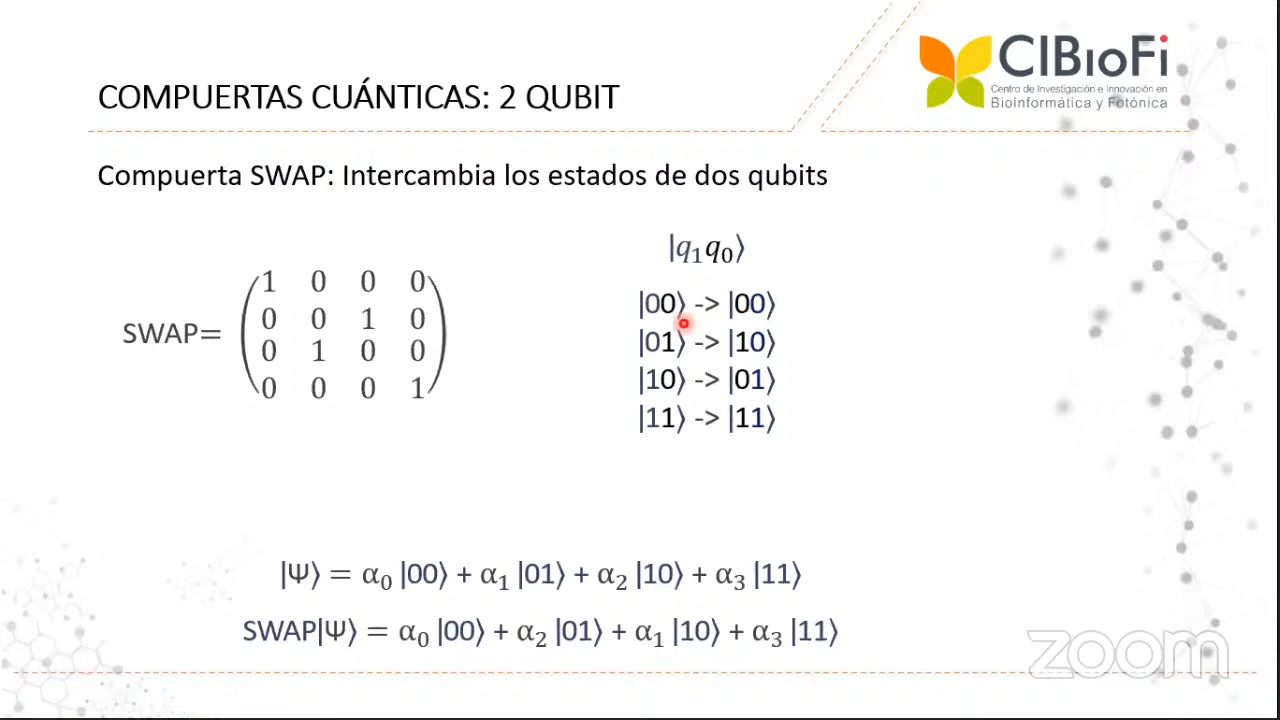 CIBioFi
Centro de Investigación e Innovación en
Bioinformática y Fotónica
COMPUERTAS CUÁNTICAS: 2 QUBIT
Compuerta SWAP: Intercambia los estados de dos qubits
SWAP=
1 0 0 0
0 0 1 0
0 1 0 0
0 0 0 1
|q₁q₀⟩
|00⟩ -> |00⟩
|01⟩ -> |10⟩
|10⟩ -> |01⟩
|11⟩ -> |11⟩
|Ψ⟩ = α₀ |00⟩ + α₁ |01⟩ + α₂ |10⟩ + α₃ |11⟩
SWAP|Ψ⟩ = α₀ |00⟩ + α₂ |01⟩ + α₁ |10⟩ + α₃ |11⟩
zoom